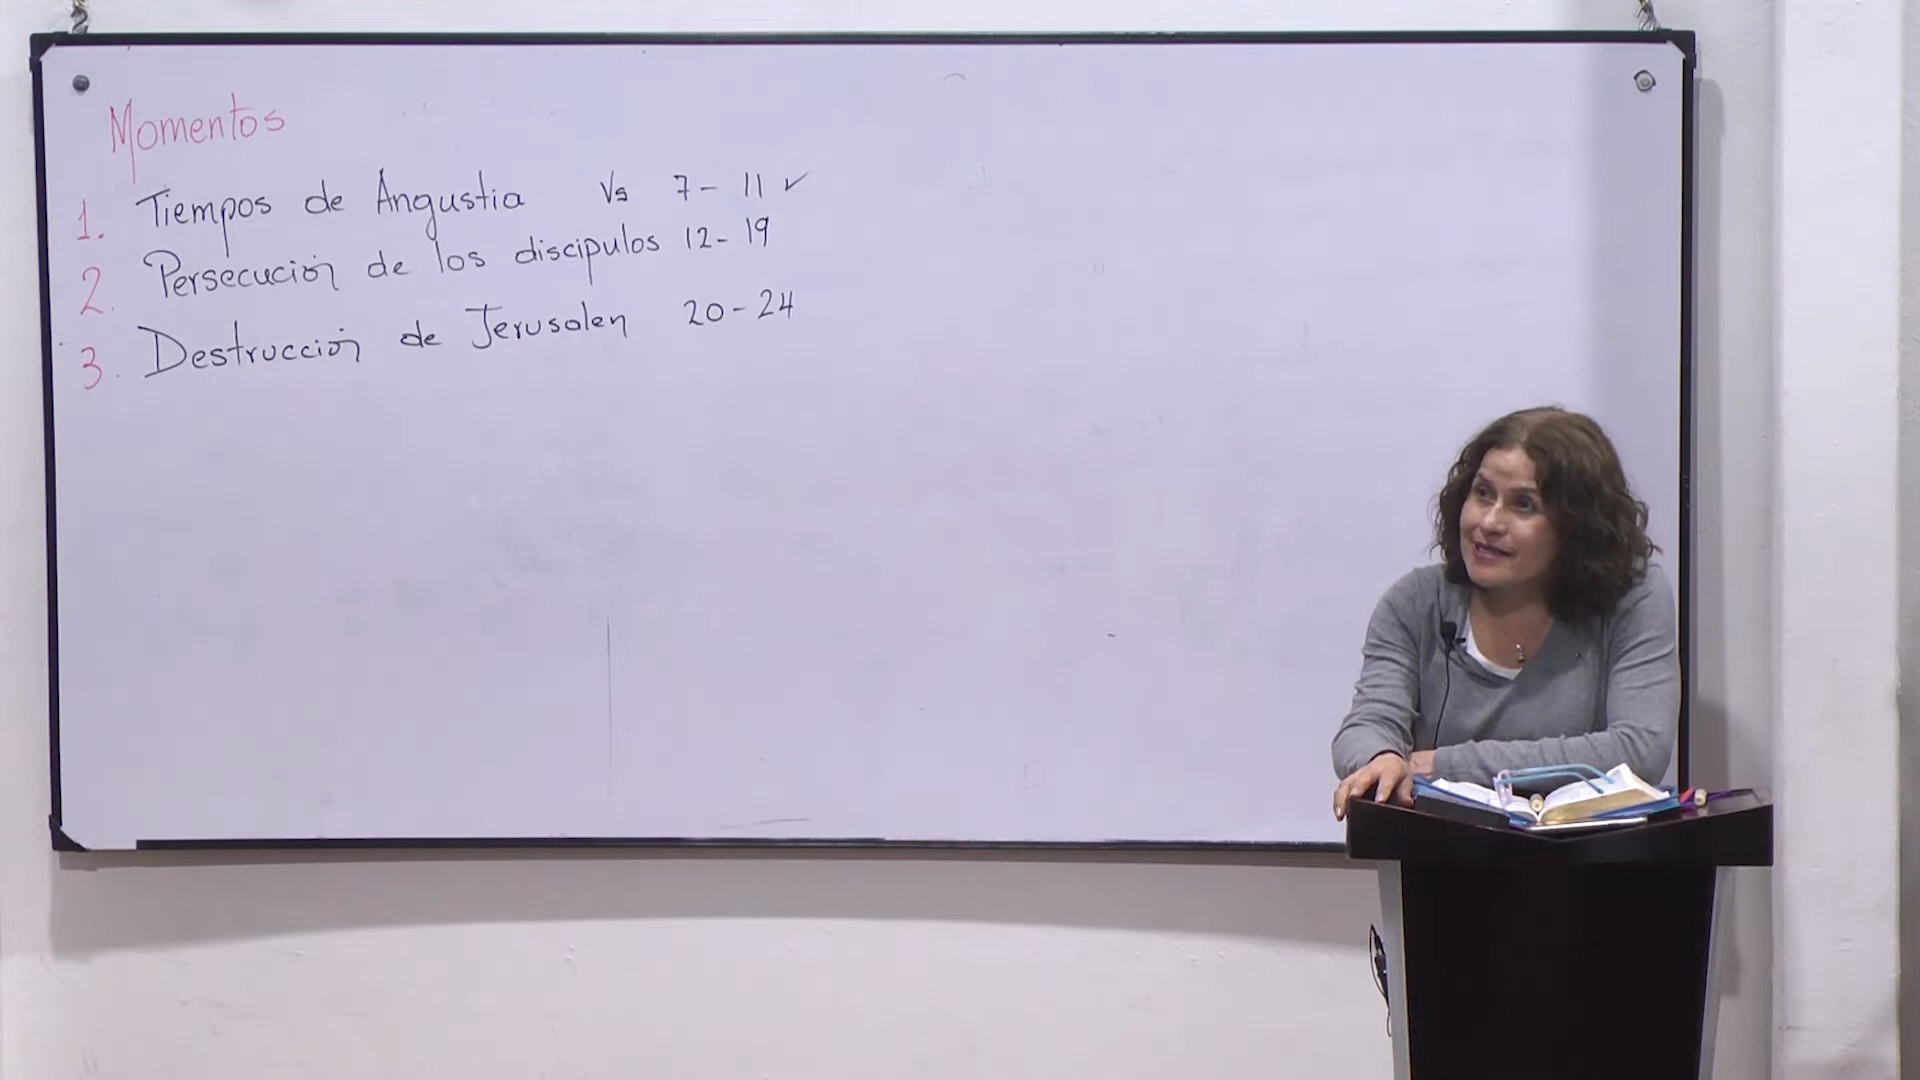 Momentos
1. Tiempos de Angustia Vs 7 - 11 ✓
2. Persecución de los discipulos 12 - 19
3. Destrucción de Jerusalen 20 - 24